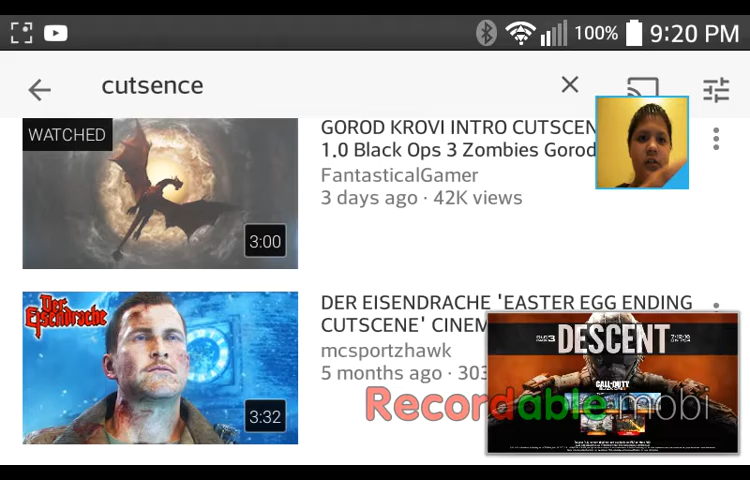 100% 9:20 PM
cutsence
WATCHED
3:00
GOROD KROVI INTRO CUTSCEN
1.0 Black Ops 3 Zombies Gorod
FantasticalGamer
3 days ago · 42K views
Der
Eisendrache
3:32
DER EISENDRACHE 'EASTER EGG ENDING
CUTSCENE' CINEM
mcsportzhawk
5 months ago · 303
DESCENT
CALL OF DUTY
Recordable.mobi